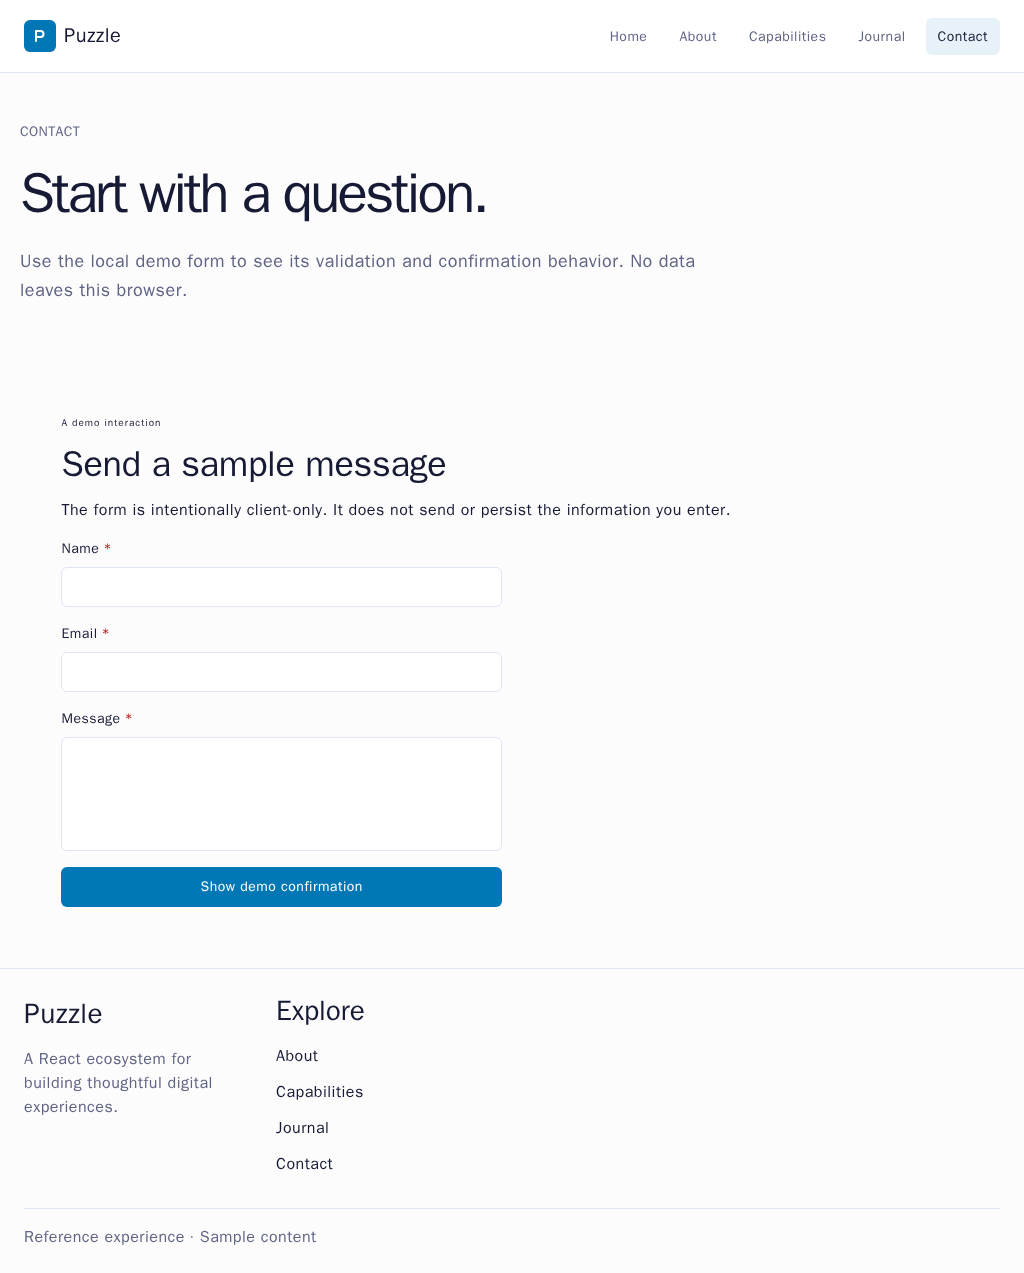 P Puzzle
Home About Capabilities Journal Contact
CONTACT
Start with a question.
Use the local demo form to see its validation and confirmation behavior. No data
leaves this browser.
A demo interaction
Send a sample message
The form is intentionally client-only. It does not send or persist the information you enter.
Name *
Email *
Message *
Show demo confirmation
Puzzle
A React ecosystem for
building thoughtful digital
experiences.
Explore
About
Capabilities
Journal
Contact
Reference experience · Sample content